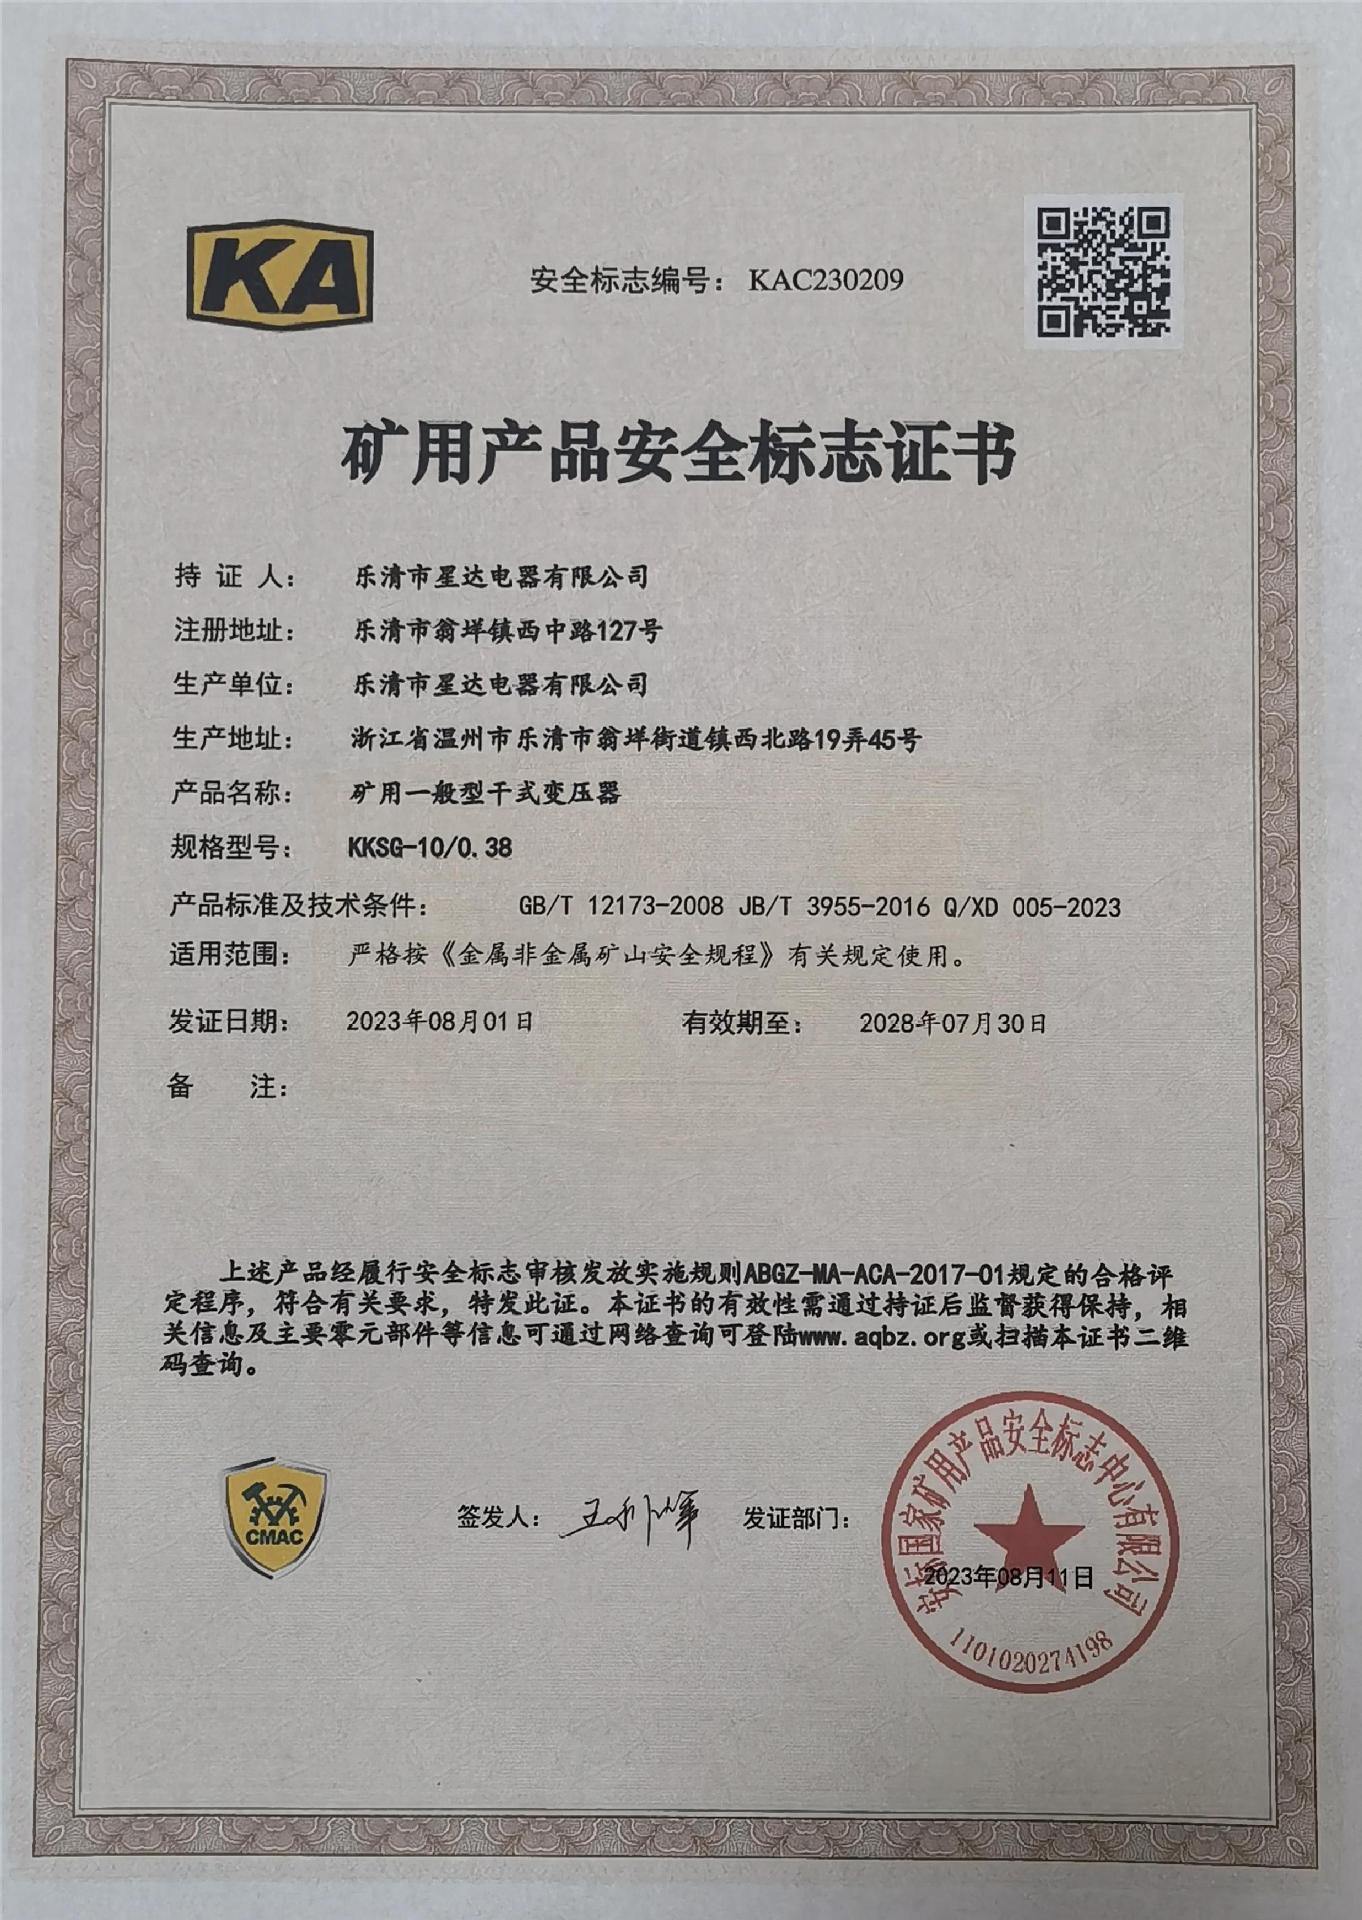 KA
安全标志编号： KAC230209
矿用产品安全标志证书
持 证 人： 乐清市星达电器有限公司
注册地址： 乐清市翁垟镇西中路127号
生产单位： 乐清市星达电器有限公司
生产地址： 浙江省温州市乐清市翁垟街道镇西北路19弄45号
产品名称： 矿用一般型干式变压器
规格型号： KKSG-10/0.38
产品标准及技术条件： GB/T 12173-2008 JB/T 3955-2016 Q/XD 005-2023
适用范围： 严格按《金属非金属矿山安全规程》有关规定使用。
发证日期： 2023年08月01日 有效期至： 2028年07月30日
备 注：
上述产品经履行安全标志审核发放实施规则ABGZ-MA-ACA-2017-01规定的合格评
定程序，符合有关要求，特发此证。本证书的有效性需通过持证后监督获得保持，相
关信息及主要零元部件等信息可通过网络查询可登陆www.aqbz.org或扫描本证书二维
码查询。
CMAC
签发人： 发证部门：
安标国家矿用产品安全标志中心有限公司
2023年08月11日
1101020274198